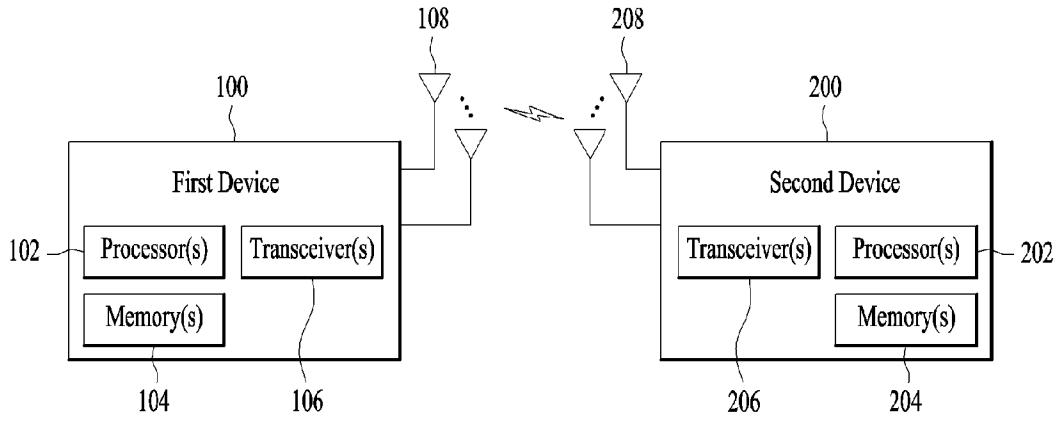 108
208
100
200
First Device
Second Device
102
Processor(s)
Transceiver(s)
Transceiver(s)
Processor(s)
202
Memory(s)
Memory(s)
104
106
206
204